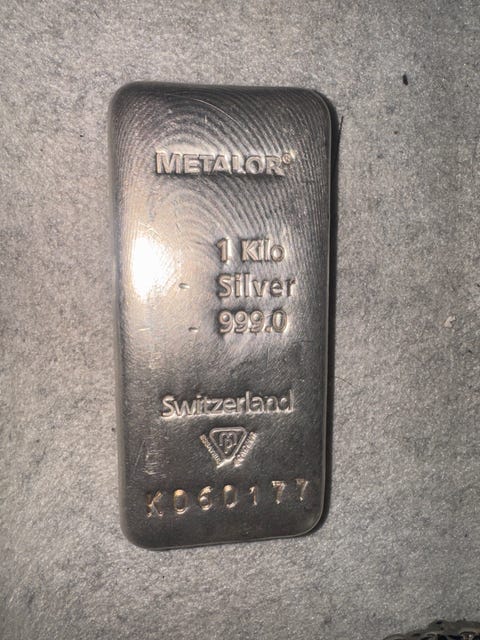 METALOR®
1 Kilo
Silver
999.0
Switzerland
K060177